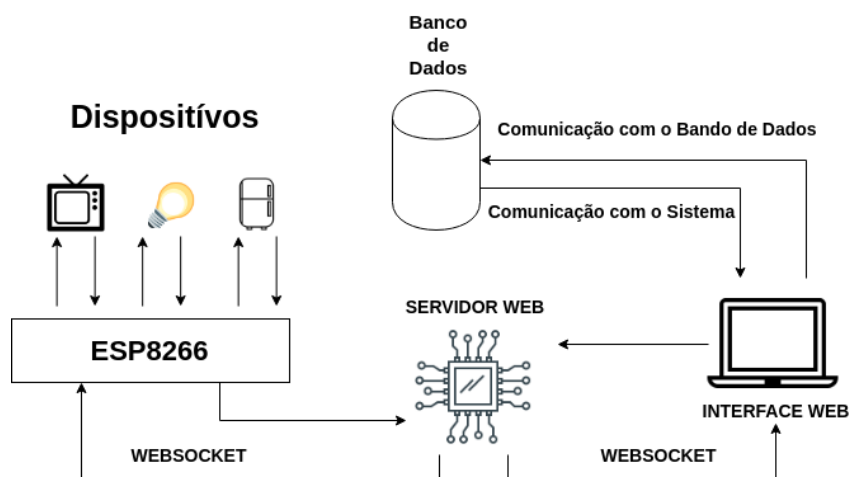 Banco
de
Dados
Dispositívos
Comunicação com o Bando de Dados
Comunicação com o Sistema
SERVIDOR WEB
ESP8266
INTERFACE WEB
WEBSOCKET
WEBSOCKET